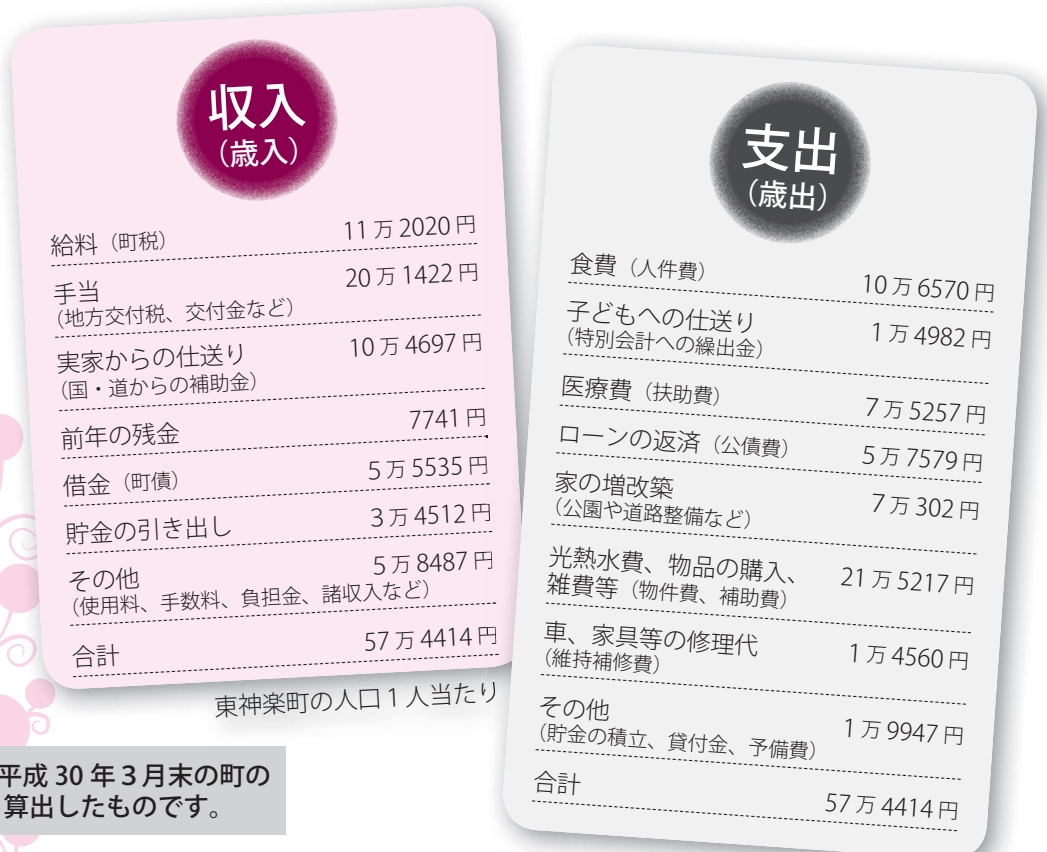 収入
（歳入）
給料（町税） 11万2020円
手当 20万1422円
（地方交付税、交付金など）
実家からの仕送り 10万4697円
（国・道からの補助金）
前年の残金 7741円
借金（町債） 5万5535円
貯金の引き出し 3万4512円
その他 5万8487円
（使用料、手数料、負担金、諸収入など）
合計 57万4414円
東神楽町の人口1人当たり
平成30年３月末の町の
算出したものです。
支出
（歳出）
食費（人件費） 10万6570円
子どもへの仕送り 1万4982円
（特別会計への繰出金）
医療費（扶助費） 7万5257円
ローンの返済（公債費） 5万7579円
家の増改築 7万302円
（公園や道路整備など）
光熱水費、物品の購入、 21万5217円
雑費等（物件費、補助費）
車、家具等の修理代 1万4560円
（維持補修費）
その他 1万9947円
（貯金の積立、貸付金、予備費）
合計 57万4414円